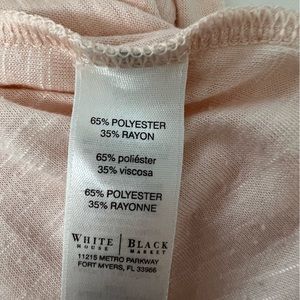 65% POLYESTER
35% RAYON
65% poliéster
35% viscosa
65% POLYESTER
35% RAYONNE
WHITE | BLACK
HOUSE | MARKET
11215 METRO PARKWAY
FORT MYERS, FL 33966